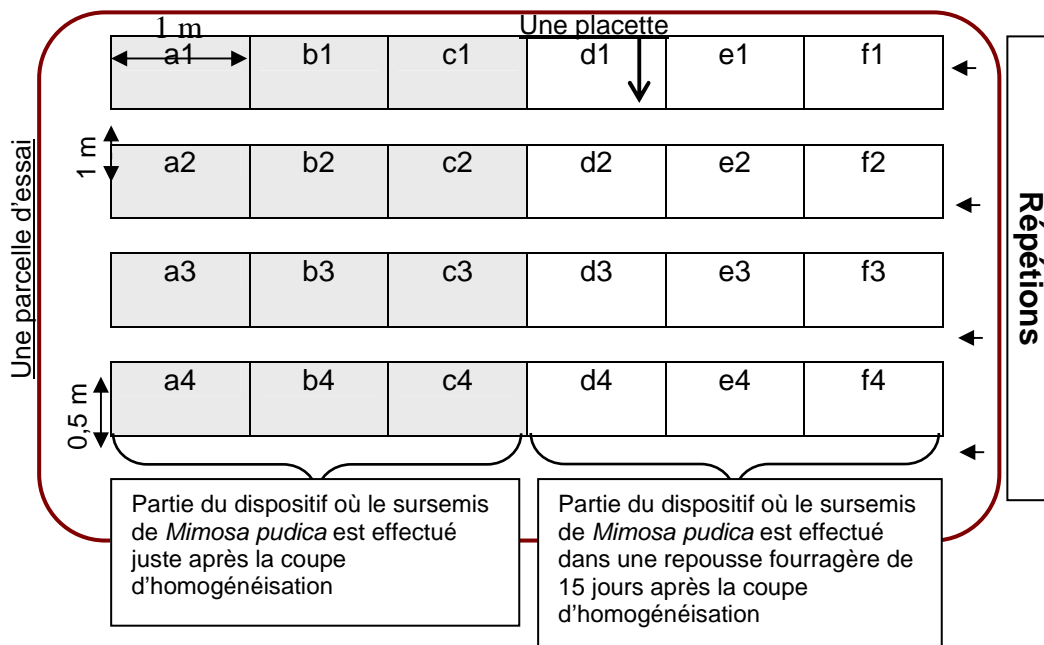 Une placette
1 m
a1 b1 c1 d1 e1 f1
1 m
a2 b2 c2 d2 e2 f2
a3 b3 c3 d3 e3 f3
a4 b4 c4 d4 e4 f4
0,5 m
Une parcelle d'essai
Répétions
Partie du dispositif où le sursemis
de Mimosa pudica est effectué
juste après la coupe
d'homogénéisation
Partie du dispositif où le sursemis
de Mimosa pudica est effectué
dans une repousse fourragère de
15 jours après la coupe
d'homogénéisation